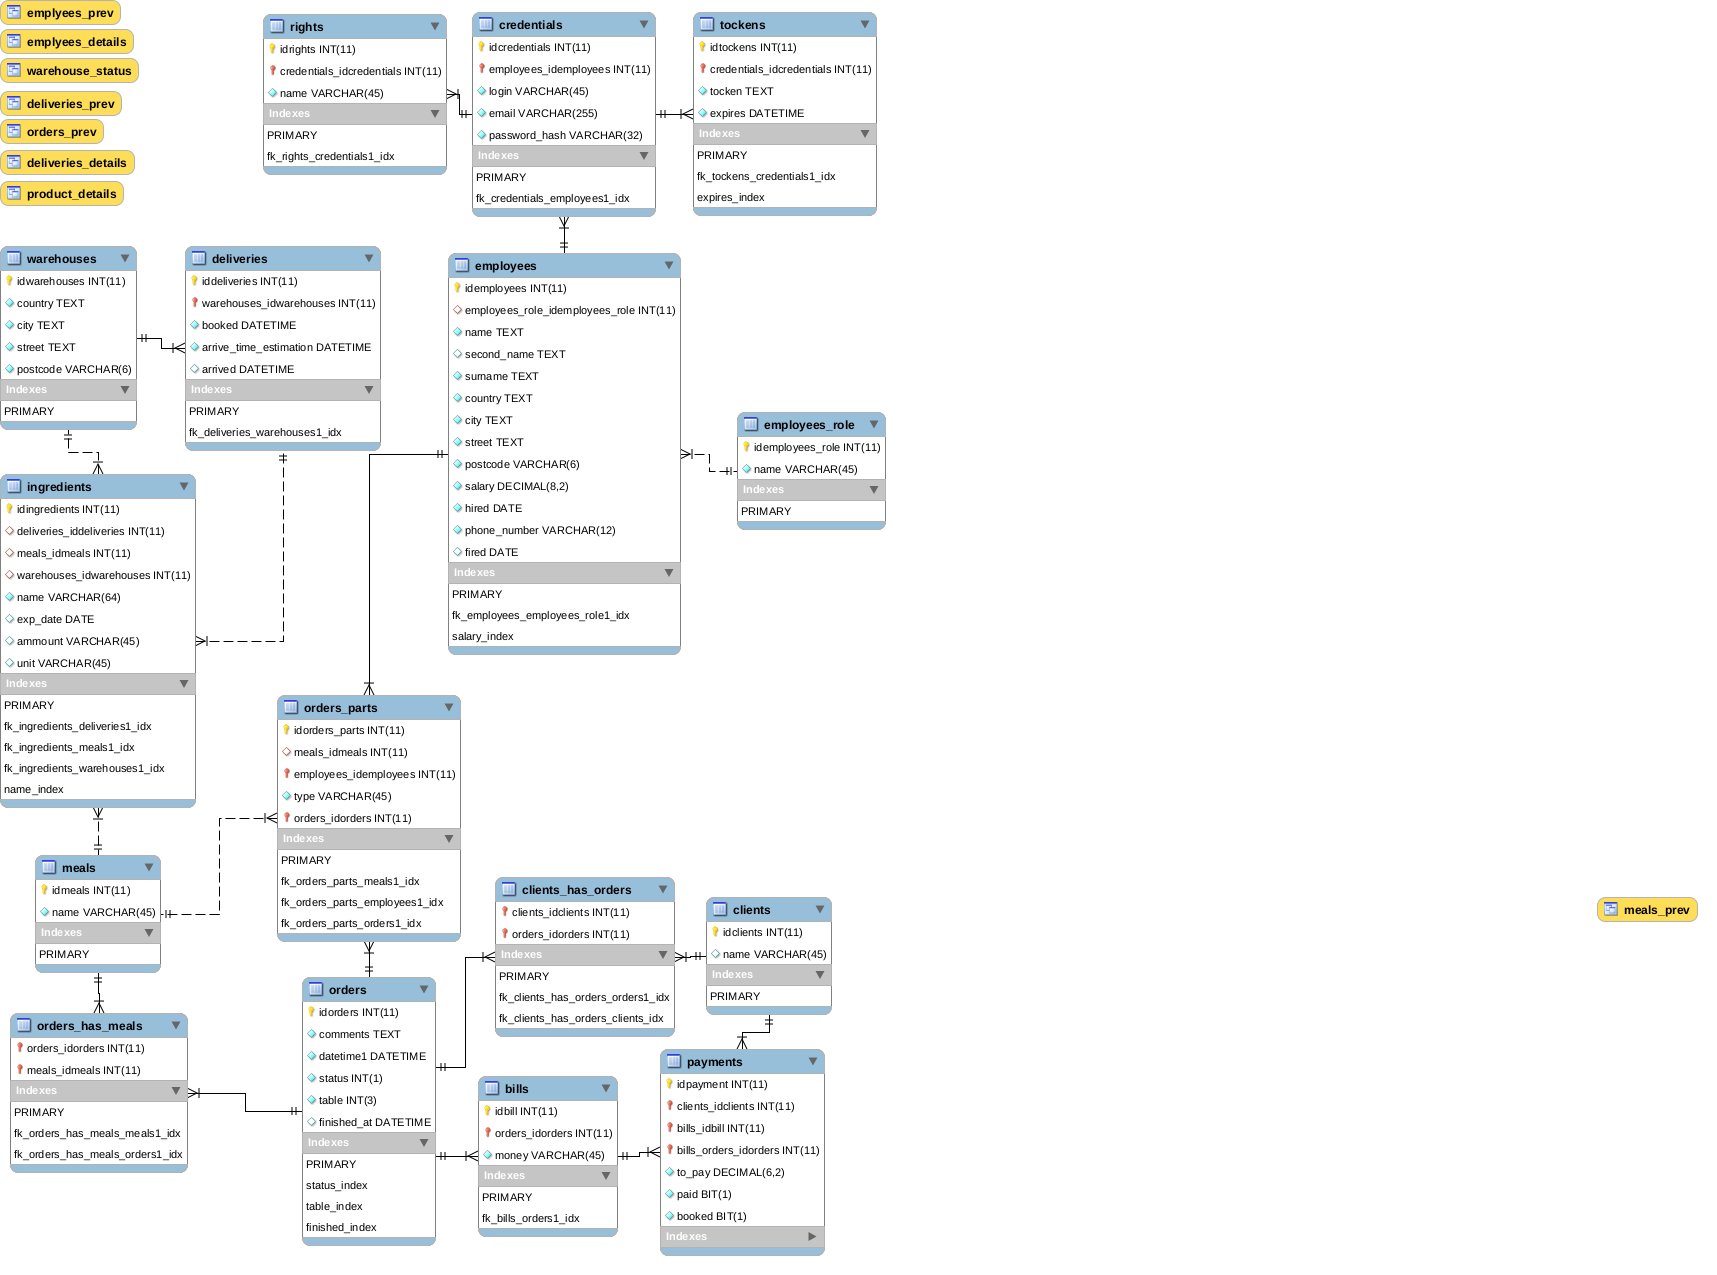 emplyees_prev
emplyees_details
warehouse_status
deliveries_prev
orders_prev
deliveries_details
product_details
rights
idrights INT(11)
credentials_idcredentials INT(11)
name VARCHAR(45)
Indexes
PRIMARY
fk_rights_credentials1_idx
credentials
idcredentials INT(11)
employees_idemployees INT(11)
login VARCHAR(45)
email VARCHAR(255)
password_hash VARCHAR(32)
Indexes
PRIMARY
fk_credentials_employees1_idx
tockens
idtockens INT(11)
credentials_idcredentials INT(11)
tocken TEXT
expires DATETIME
Indexes
PRIMARY
fk_tockens_credentials1_idx
expires_index
warehouses
idwarehouses INT(11)
country TEXT
city TEXT
street TEXT
postcode VARCHAR(6)
Indexes
PRIMARY
deliveries
iddeliveries INT(11)
warehouses_idwarehouses INT(11)
booked DATETIME
arrive_time_estimation DATETIME
arrived DATETIME
Indexes
PRIMARY
fk_deliveries_warehouses1_idx
employees
idemployees INT(11)
employees_role_idemployees_role INT(11)
name TEXT
second_name TEXT
surname TEXT
country TEXT
city TEXT
street TEXT
postcode VARCHAR(6)
salary DECIMAL(8,2)
hired DATE
phone_number VARCHAR(12)
fired DATE
Indexes
PRIMARY
fk_employees_employees_role1_idx
salary_index
employees_role
idemployees_role INT(11)
name VARCHAR(45)
Indexes
PRIMARY
ingredients
idingredients INT(11)
deliveries_iddeliveries INT(11)
meals_idmeals INT(11)
warehouses_idwarehouses INT(11)
name VARCHAR(64)
exp_date DATE
ammount VARCHAR(45)
unit VARCHAR(45)
Indexes
PRIMARY
fk_ingredients_deliveries1_idx
fk_ingredients_meals1_idx
fk_ingredients_warehouses1_idx
name_index
orders_parts
idorders_parts INT(11)
meals_idmeals INT(11)
employees_idemployees INT(11)
type VARCHAR(45)
orders_idorders INT(11)
Indexes
PRIMARY
fk_orders_parts_meals1_idx
fk_orders_parts_employees1_idx
fk_orders_parts_orders1_idx
meals
idmeals INT(11)
name VARCHAR(45)
Indexes
PRIMARY
clients_has_orders
clients_idclients INT(11)
orders_idorders INT(11)
Indexes
PRIMARY
fk_clients_has_orders_orders1_idx
fk_clients_has_orders_clients_idx
clients
idclients INT(11)
name VARCHAR(45)
Indexes
PRIMARY
meals_prev
orders_has_meals
orders_idorders INT(11)
meals_idmeals INT(11)
Indexes
PRIMARY
fk_orders_has_meals_meals1_idx
fk_orders_has_meals_orders1_idx
orders
idorders INT(11)
comments TEXT
datetime1 DATETIME
status INT(1)
table INT(3)
finished_at DATETIME
Indexes
PRIMARY
status_index
table_index
finished_index
bills
idbill INT(11)
orders_idorders INT(11)
money VARCHAR(45)
Indexes
PRIMARY
fk_bills_orders1_idx
payments
idpayment INT(11)
clients_idclients INT(11)
bills_idbill INT(11)
bills_orders_idorders INT(11)
to_pay DECIMAL(6,2)
paid BIT(1)
booked BIT(1)
Indexes